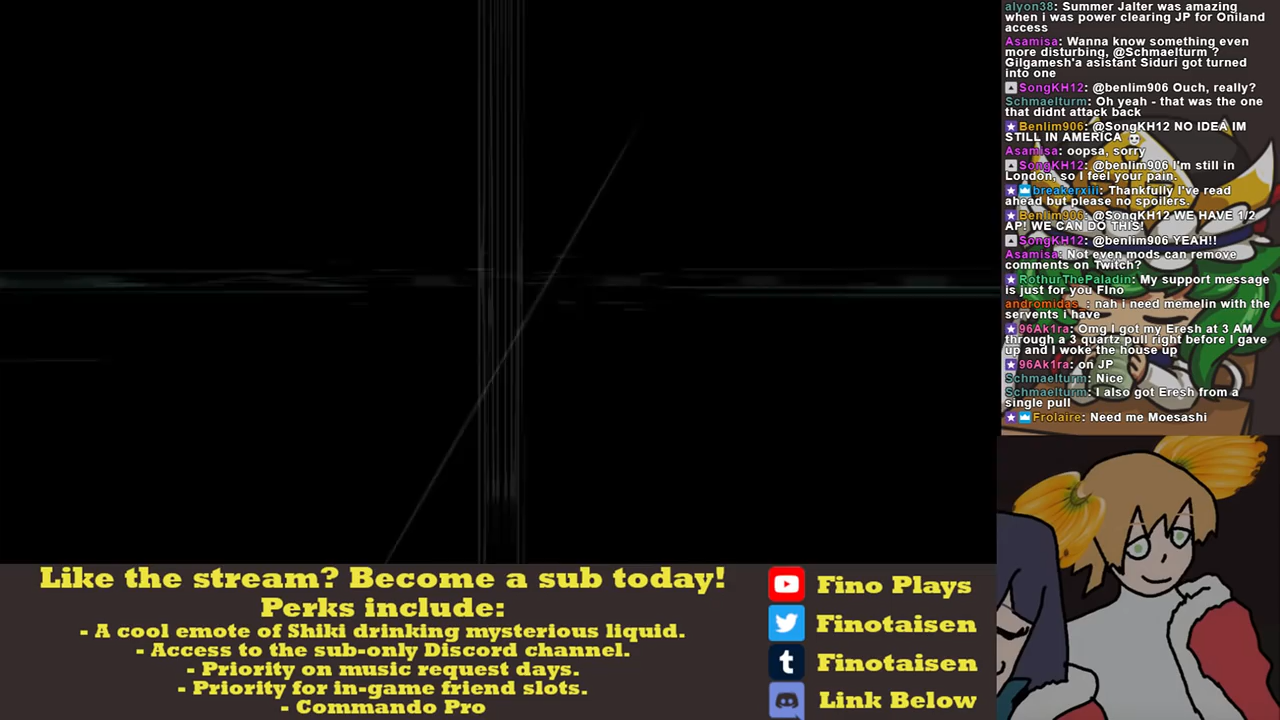 alyon38: Summer Jalter was amazing
when i was power clearing JP for Oniland
access
Asamisa: Wanna know something even
more disturbing, @Schmaelturm ?
Gilgamesh'a asistant Siduri got turned
into one
SongKH12: @benlim906 Ouch, really?
Schmaelturm: Oh yeah - that was the one
that didnt attack back
Benlim906: @SongKH12 NO IDEA IM
STILL IN AMERICA
Asamisa: oopsa, sorry
SongKH12: @benlim906 I'm still in
London, so I feel your pain.
breakerxiii: Thankfully I've read
ahead but please no spoilers.
Benlim906: @SongKH12 WE HAVE 1/2
AP! WE CAN DO THIS!
SongKH12: @benlim906 YEAH!!
Asamisa: Not even mods can remove
comments on Twitch?
RothurThePaladin: My support message
is just for you FIno
andromidas_: nah i need memelin with the
servents i have
96Ak1ra: Omg I got my Eresh at 3 AM
through a 3 quartz pull right before I gave
up and I woke the house up
96Ak1ra: on JP
Schmaelturm: Nice
Schmaelturm: I also got Eresh from a
single pull
Frolaire: Need me Moesashi
Like the stream? Become a sub today!
Perks include:
- A cool emote of Shiki drinking mysterious liquid.
- Access to the sub-only Discord channel.
- Priority on music request days.
- Priority for in-game friend slots.
- Commando Pro
Fino Plays
Finotaisen
t Finotaisen
Link Below